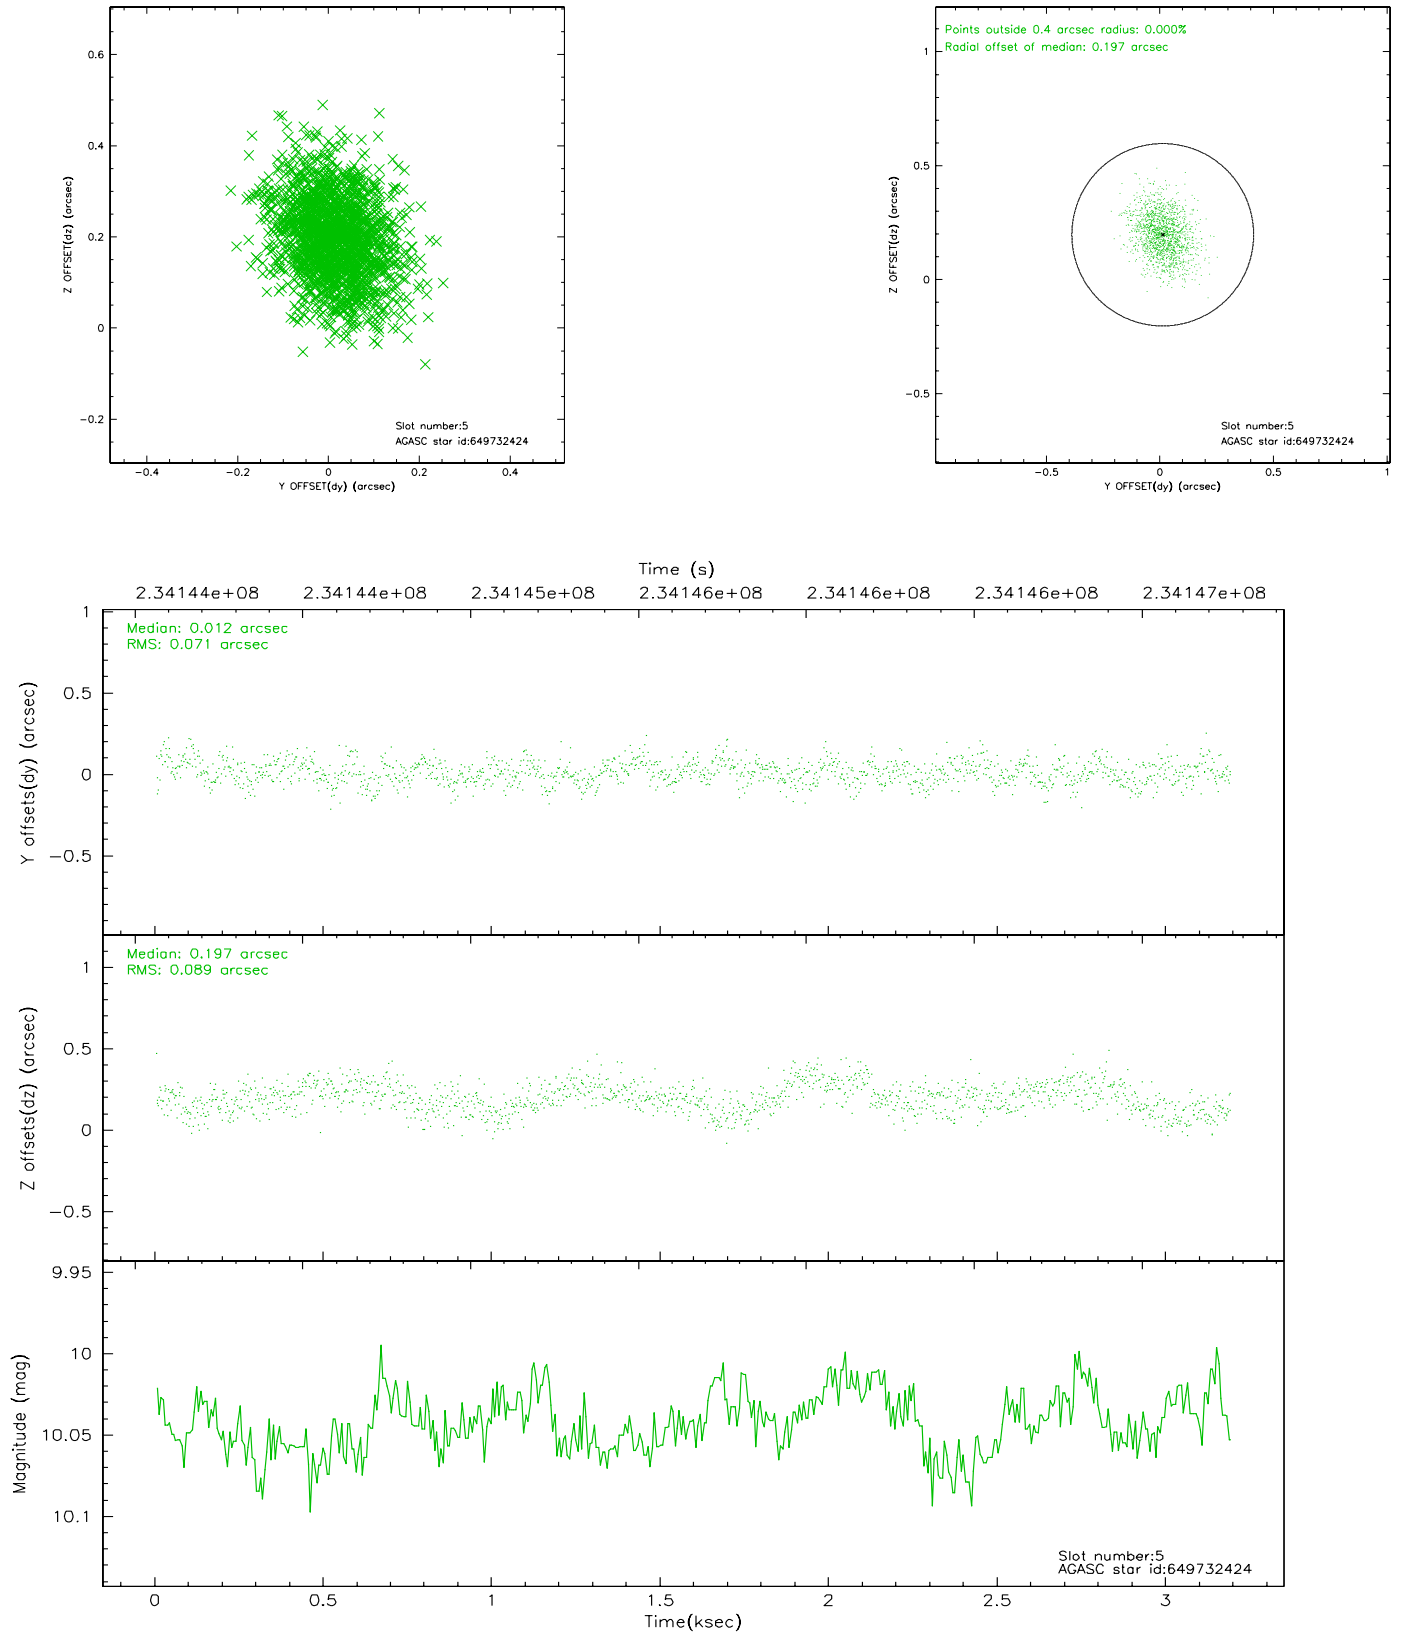 0.6
0.4
0.2
0
-0.2
Z OFFSET(dz) (arcsec)
-0.4 -0.2 0 0.2 0.4
Y OFFSET(dy) (arcsec)
Slot number:5
AGASC star id:649732424
Points outside 0.4 arcsec radius: 0.000%
Radial offset of median: 0.197 arcsec
1
0.5
0
-0.5
Z OFFSET(dz) (arcsec)
-0.5 0 0.5 1
Y OFFSET(dy) (arcsec)
Slot number:5
AGASC star id:649732424
Time (s)
2.34144e+08 2.34144e+08 2.34145e+08 2.34146e+08 2.34146e+08 2.34146e+08 2.34147e+08
Median: 0.012 arcsec
RMS: 0.071 arcsec
1
0.5
0
-0.5
Y offsets(dy) (arcsec)
Median: 0.197 arcsec
RMS: 0.089 arcsec
1
0.5
0
-0.5
Z offsets(dz) (arcsec)
9.95
10
10.05
10.1
Magnitude (mag)
Slot number:5
AGASC star id:649732424
0 0.5 1 1.5 2 2.5 3
Time(ksec)